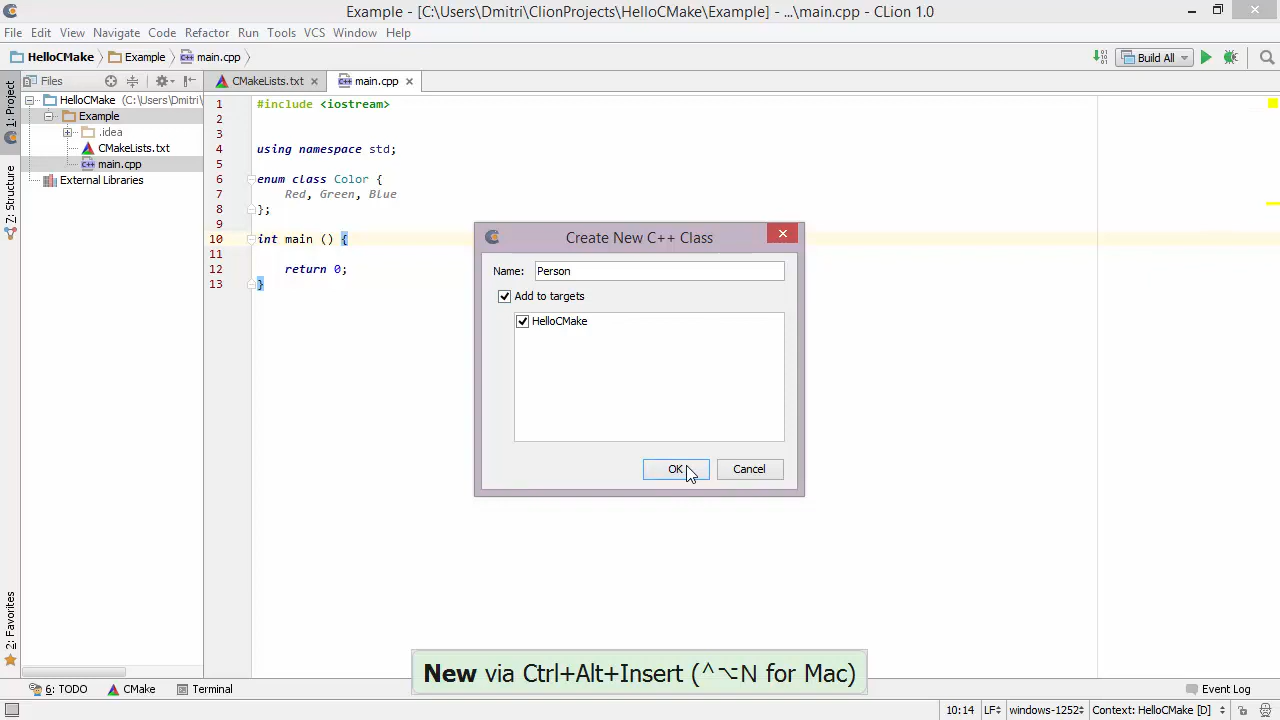 Example - [C:\Users\Dmitri\ClionProjects\HelloCMake\Example] - ...\main.cpp - CLion 1.0
File Edit View Navigate Code Refactor Run Tools VCS Window Help
HelloCMake Example main.cpp
Build All
Files
CMakeLists.txt
main.cpp
1: Project
Z: Structure
2: Favorites
HelloCMake (C:\Users\Dmitri\
Example
.idea
CMakeLists.txt
main.cpp
External Libraries
1 #include <iostream>
2
3
4 using namespace std;
5
6 enum class Color {
7 Red, Green, Blue
8 };
9
10 int main () {
11
12 return 0;
13 }
Create New C++ Class
Name: Person
Add to targets
HelloCMake
OK Cancel
New via Ctrl+Alt+Insert (^⌥N for Mac)
6: TODO CMake Terminal Event Log
10:14 LF windows-1252 Context: HelloCMake [D]